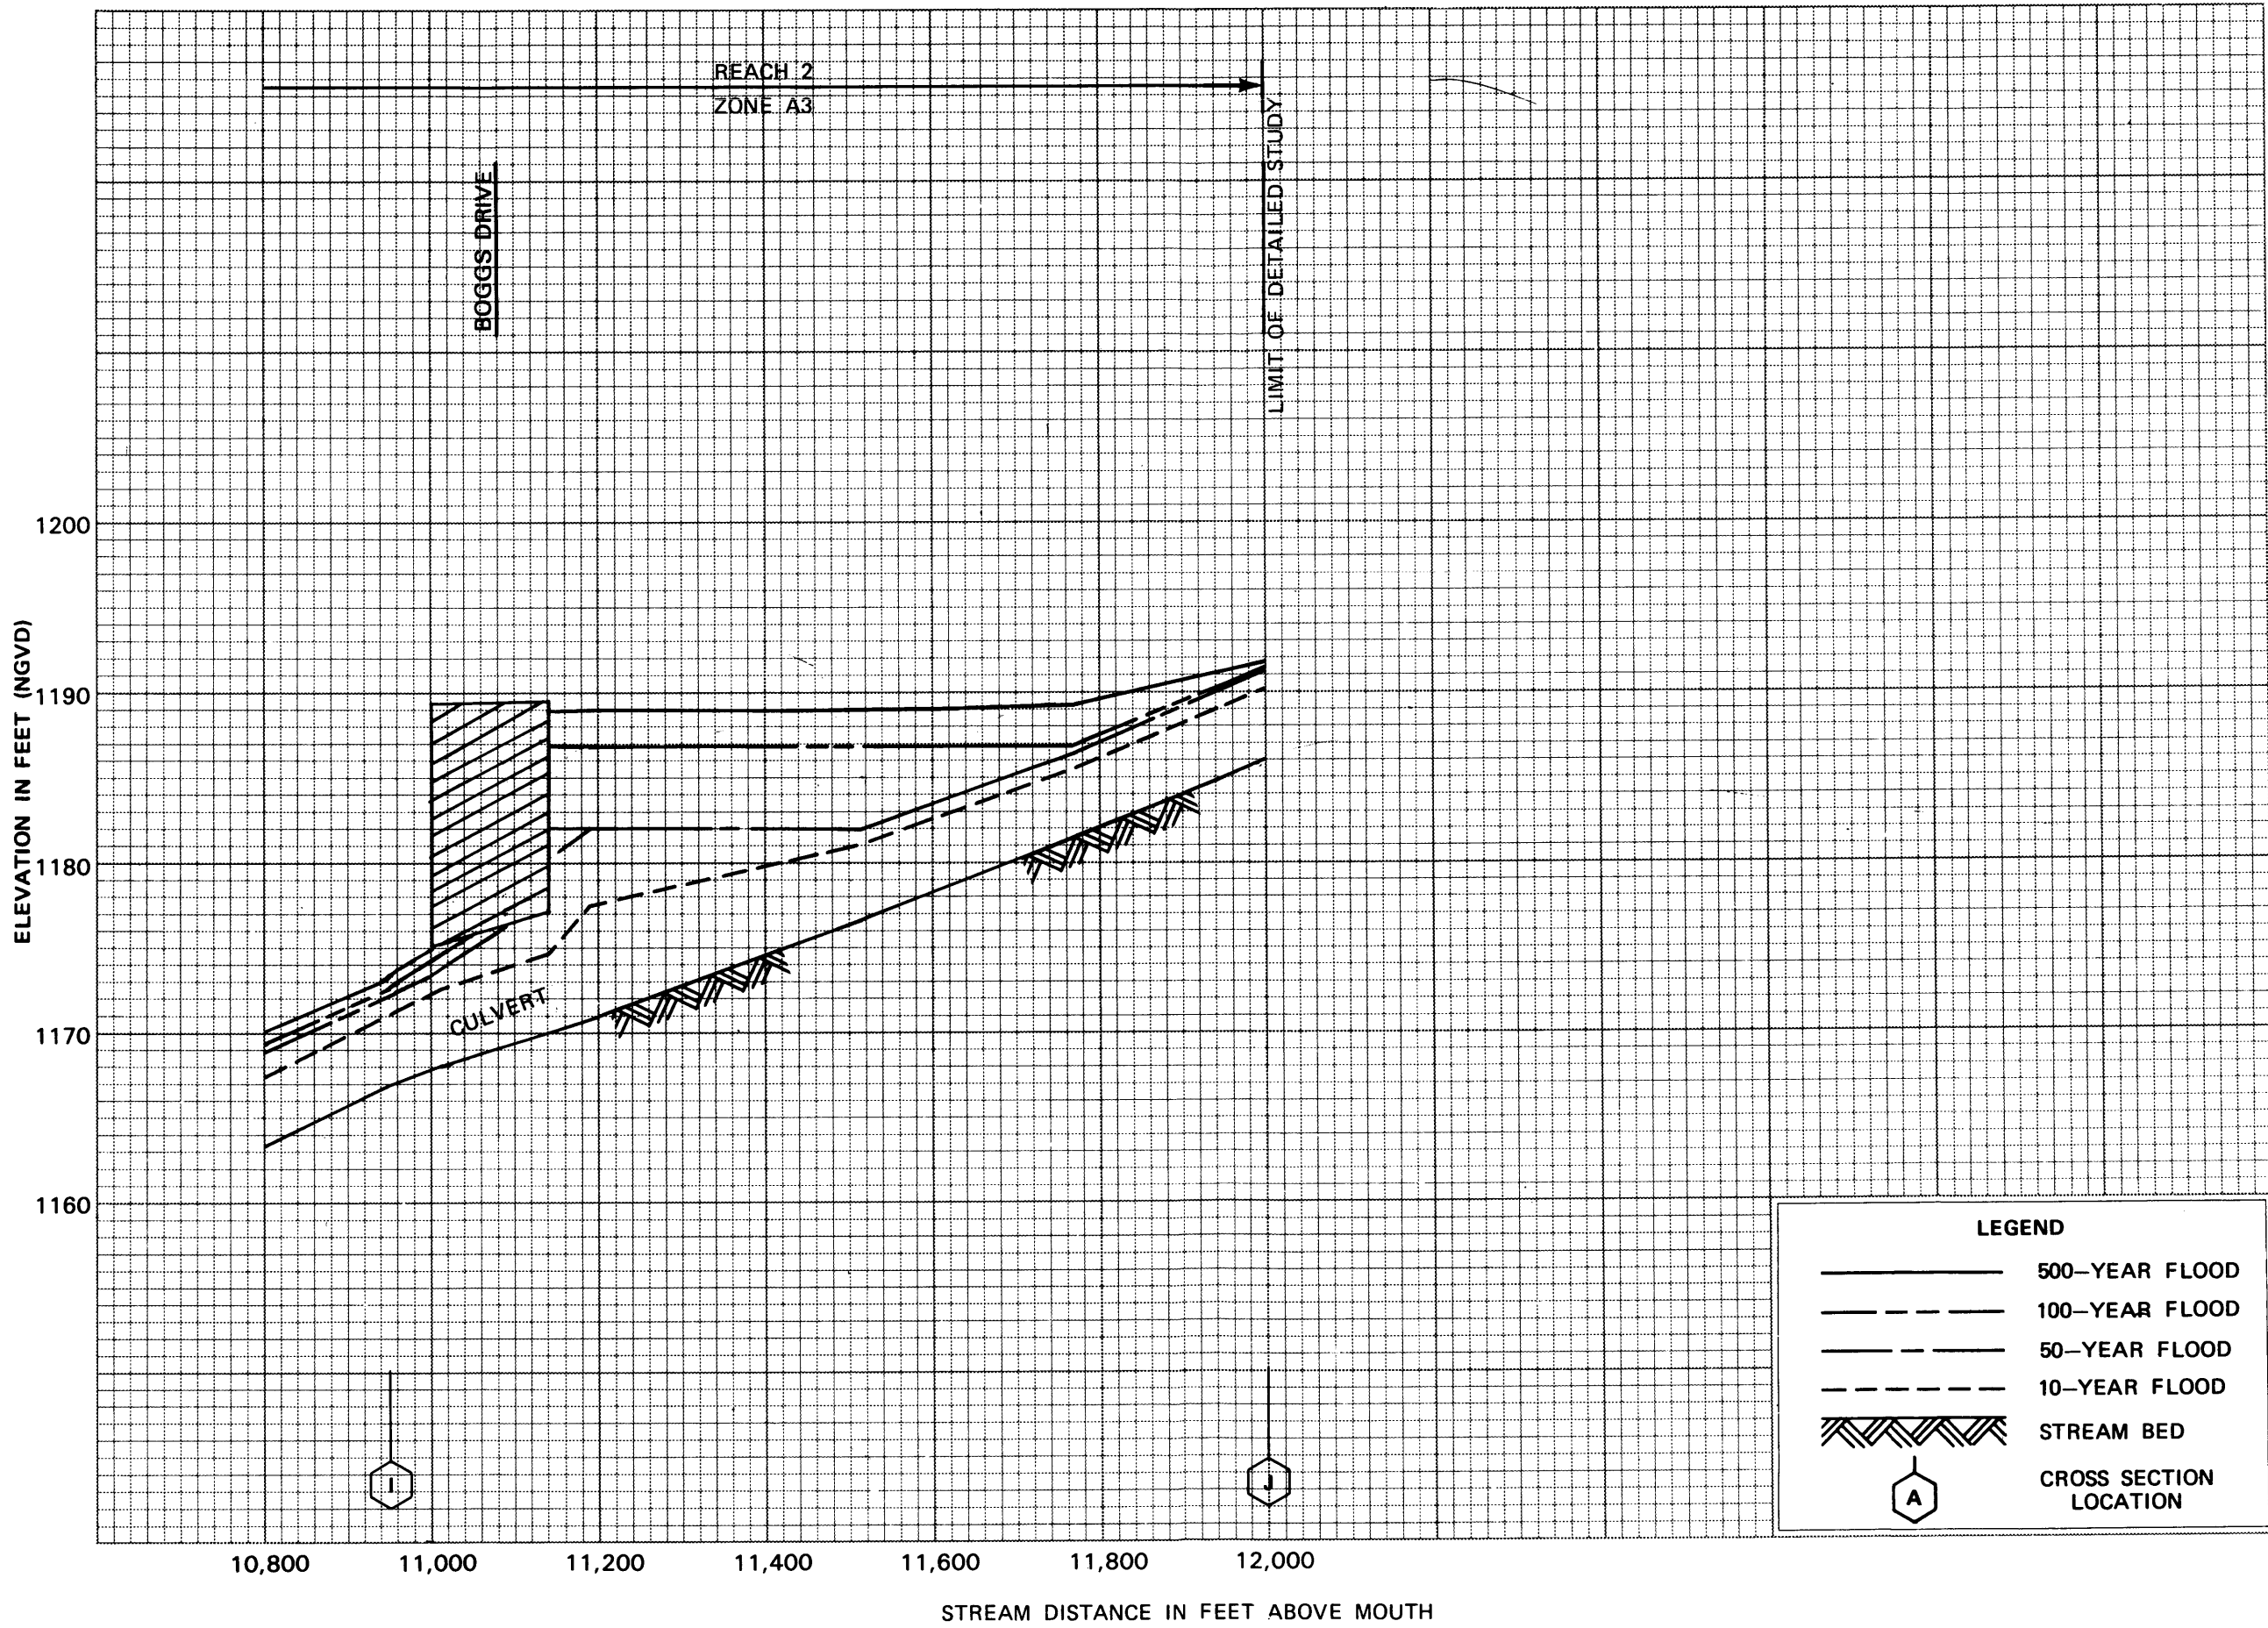 REACH 2
ZONE A3
BOGGS DRIVE
LIMIT OF DETAILED STUDY
ELEVATION IN FEET (NGVD)
1200
1190
1180
1170
1160
CULVERT
I
J
10,800 11,000 11,200 11,400 11,600 11,800 12,000
STREAM DISTANCE IN FEET ABOVE MOUTH
LEGEND
500-YEAR FLOOD
100-YEAR FLOOD
50-YEAR FLOOD
10-YEAR FLOOD
STREAM BED
A
CROSS SECTION
LOCATION